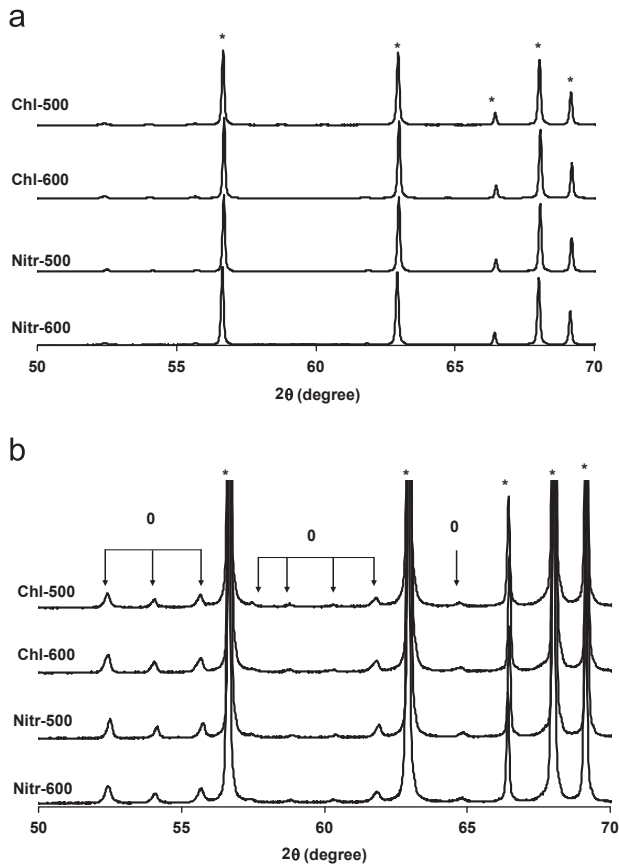 a
* * * * *
Chl-500
Chl-600
Nitr-500
Nitr-600
50 55 60 65 70
2θ (degree)
b
* * * * *
0 0 0
Chl-500
Chl-600
Nitr-500
Nitr-600
50 55 60 65 70
2θ (degree)